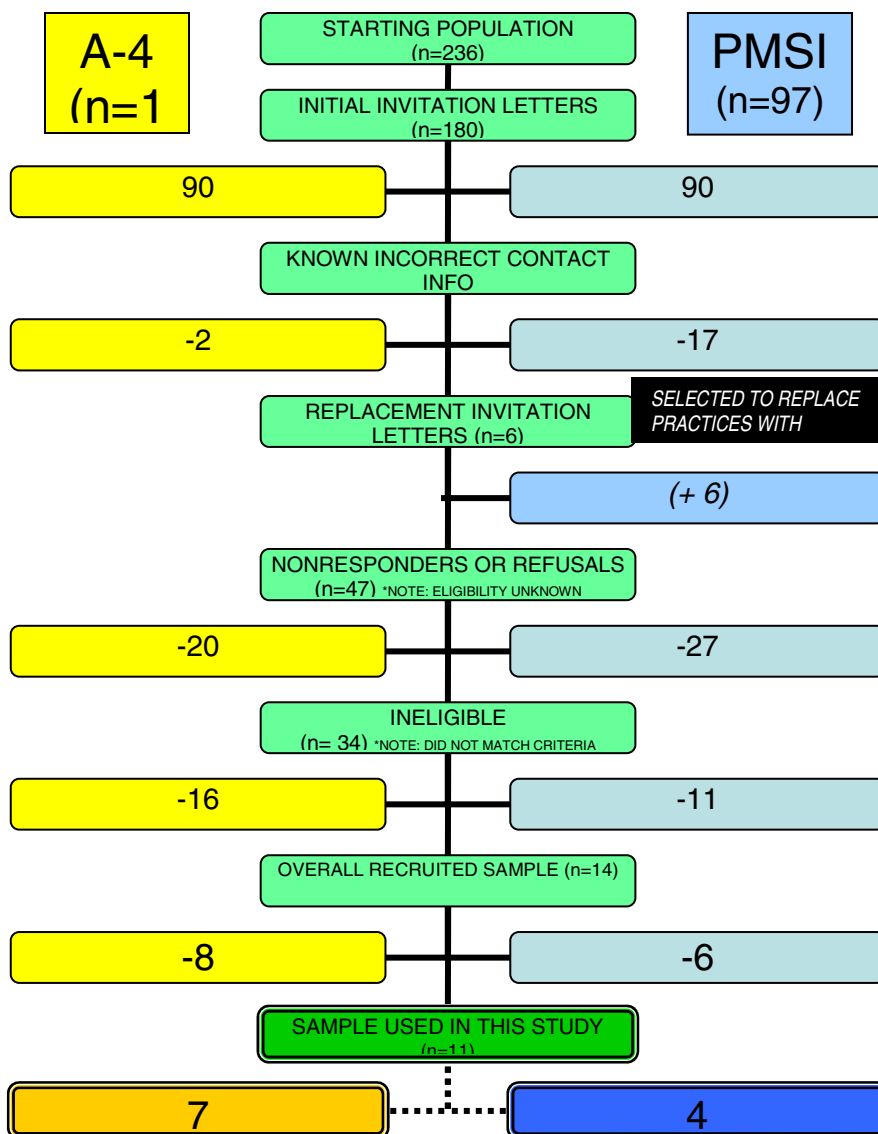 A-4
(n=1
STARTING POPULATION
(n=236)
PMSI
(n=97)
INITIAL INVITATION LETTERS
(n=180)
90
90
KNOWN INCORRECT CONTACT
INFO
-2
-17
REPLACEMENT INVITATION
LETTERS (n=6)
SELECTED TO REPLACE
PRACTICES WITH
(+ 6)
NONRESPONDERS OR REFUSALS
(n=47) *NOTE: ELIGIBILITY UNKNOWN
-20
-27
INELIGIBLE
(n= 34) *NOTE: DID NOT MATCH CRITERIA
-16
-11
OVERALL RECRUITED SAMPLE (n=14)
-8
-6
SAMPLE USED IN THIS STUDY
(n=11)
7
4